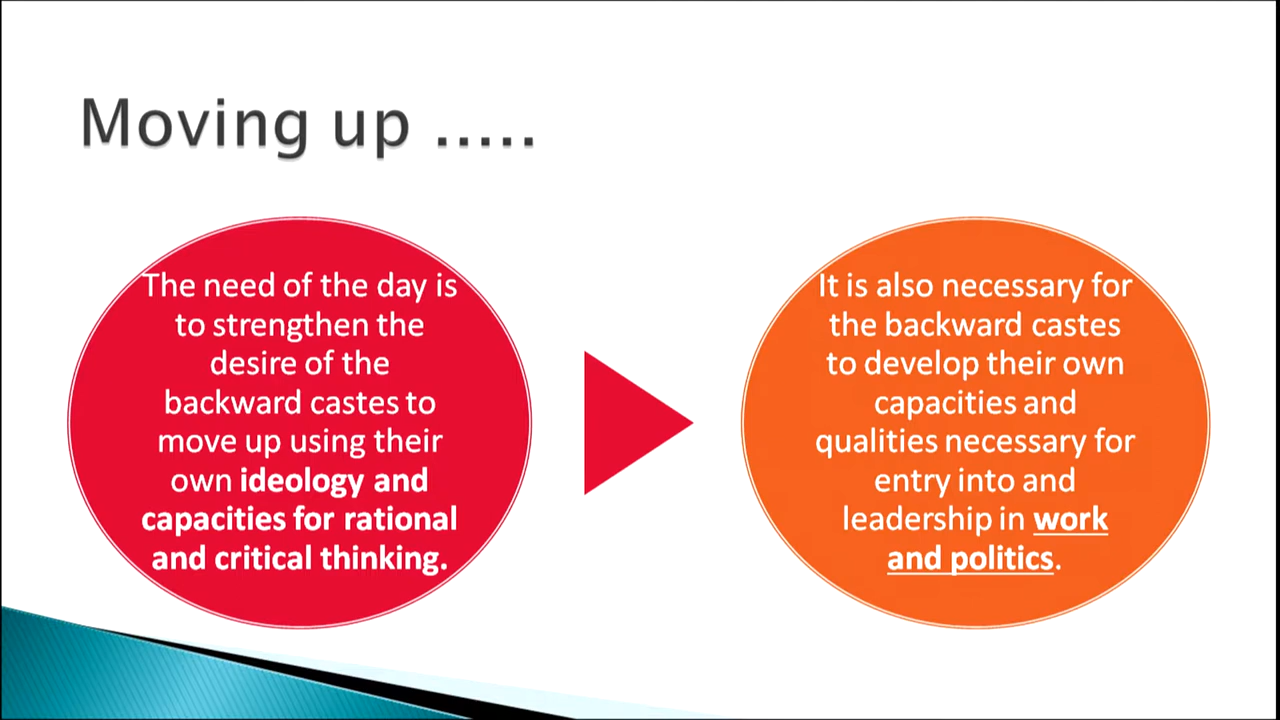 Moving up .....
The need of the day is
to strengthen the
desire of the
backward castes to
move up using their
own ideology and
capacities for rational
and critical thinking.
It is also necessary for
the backward castes
to develop their own
capacities and
qualities necessary for
entry into and
leadership in work
and politics.